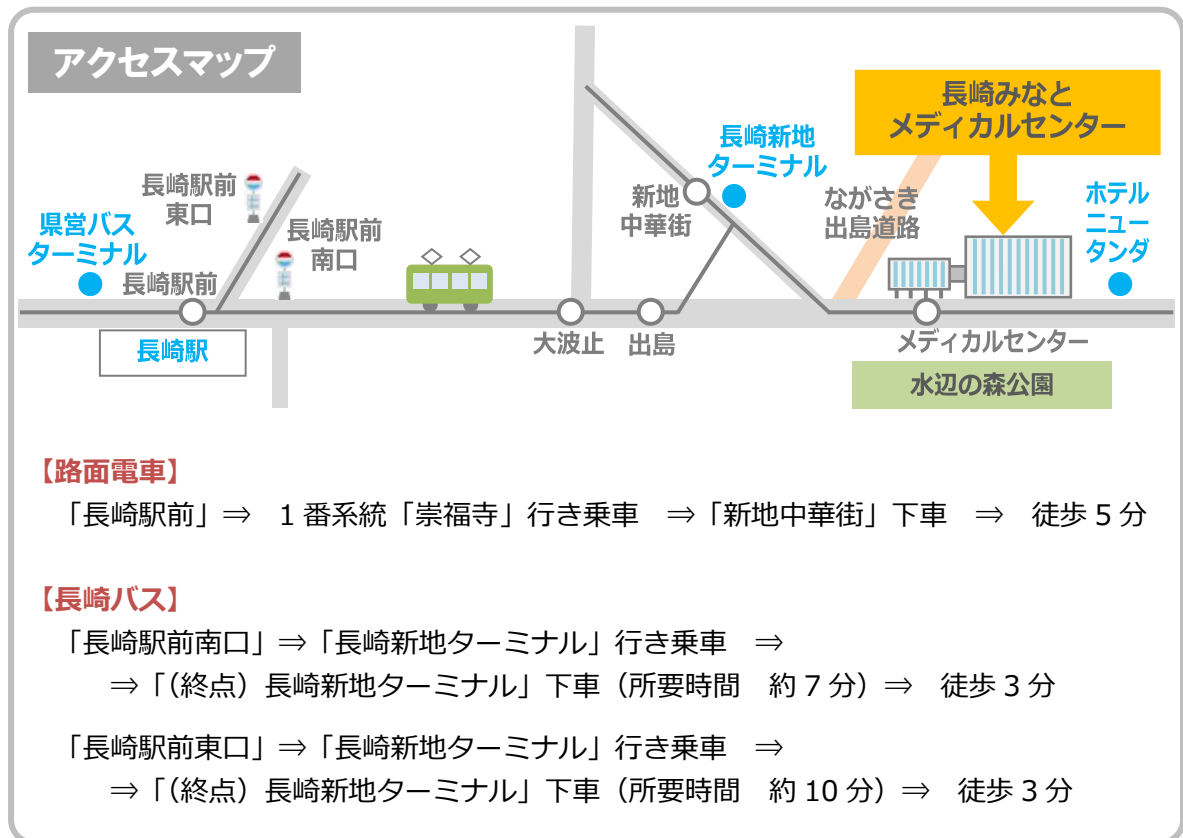 アクセスマップ
長崎みなと
メディカルセンター
長崎新地
ターミナル
長崎駅前
東口
新地
中華街
ながさき
出島道路
ホテル
ニュー
タンダ
県営バス
ターミナル
長崎駅前
南口
長崎駅前
長崎駅
大波止
出島
メディカルセンター
水辺の森公園
【路面電車】
「長崎駅前」⇒　1番系統「崇福寺」行き乗車　⇒「新地中華街」下車　⇒　徒歩5分
【長崎バス】
「長崎駅前南口」⇒「長崎新地ターミナル」行き乗車　⇒
⇒「（終点）長崎新地ターミナル」下車（所要時間　約7分）⇒　徒歩3分
「長崎駅前東口」⇒「長崎新地ターミナル」行き乗車　⇒
⇒「（終点）長崎新地ターミナル」下車（所要時間　約10分）⇒　徒歩3分